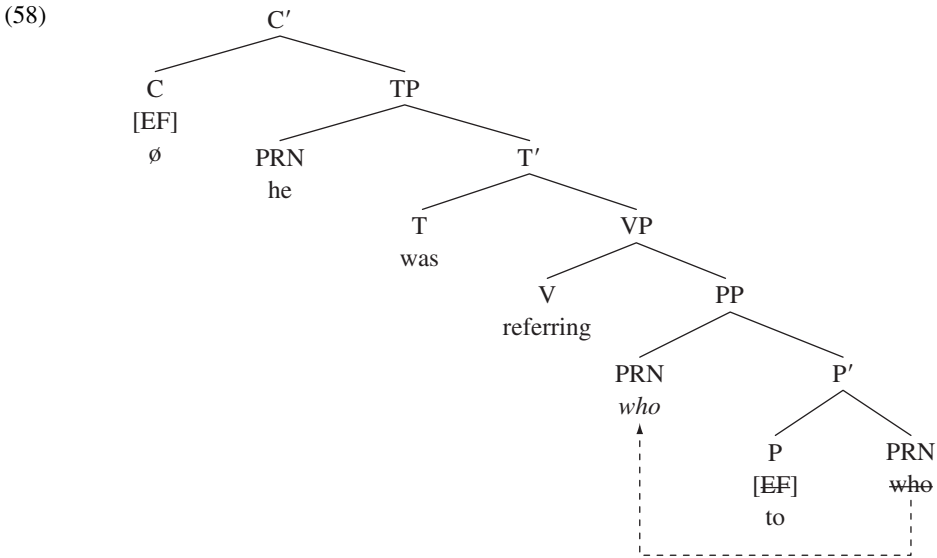 (58)
C′
C TP
[EF]
ø PRN T′
he
T VP
was
V PP
referring
PRN P′
who
P PRN
[EF] who
to